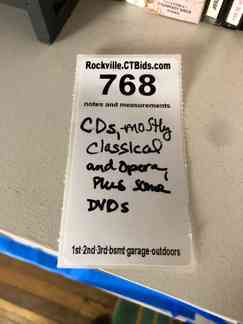 Rockville.CTBids.com
768
notes and measurements
CDs, mostly
classical
and opera,
Plus some
DVDs
1st-2nd-3rd-bsmt garage-outdoors